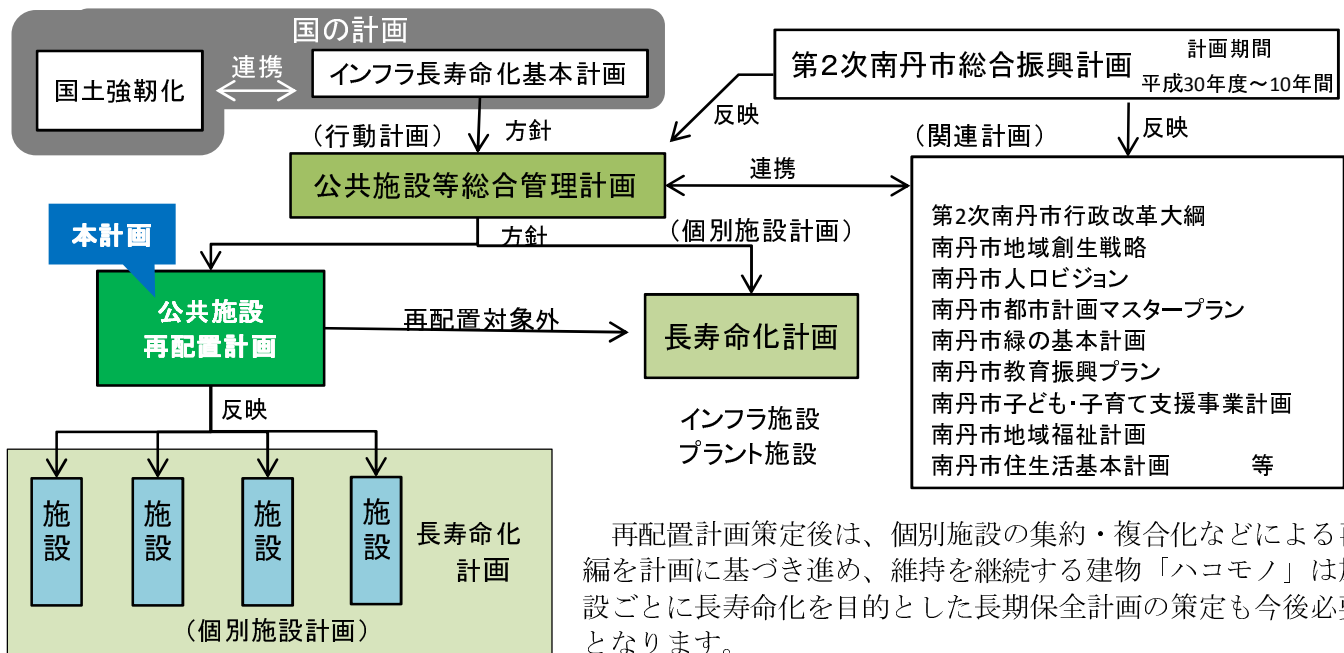 国の計画
国土強靭化
連携
インフラ長寿命化基本計画
第2次南丹市総合振興計画
計画期間
平成30年度～10年間
反映
反映
（行動計画）
方針
（関連計画）
公共施設等総合管理計画
連携
本計画
方針
（個別施設計画）
公共施設
再配置計画
再配置対象外
長寿命化計画
インフラ施設
プラント施設
第2次南丹市行政改革大綱
南丹市地域創生戦略
南丹市人口ビジョン
南丹市都市計画マスタープラン
南丹市緑の基本計画
南丹市教育振興プラン
南丹市子ども・子育て支援事業計画
南丹市地域福祉計画
南丹市住生活基本計画　等
反映
施設
施設
施設
施設
長寿命化
計画
（個別施設計画）
再配置計画策定後は、個別施設の集約・複合化などによる
編を計画に基づき進め、維持を継続する建物「ハコモノ」は
設ごとに長寿命化を目的とした長期保全計画の策定も今後必
となります。